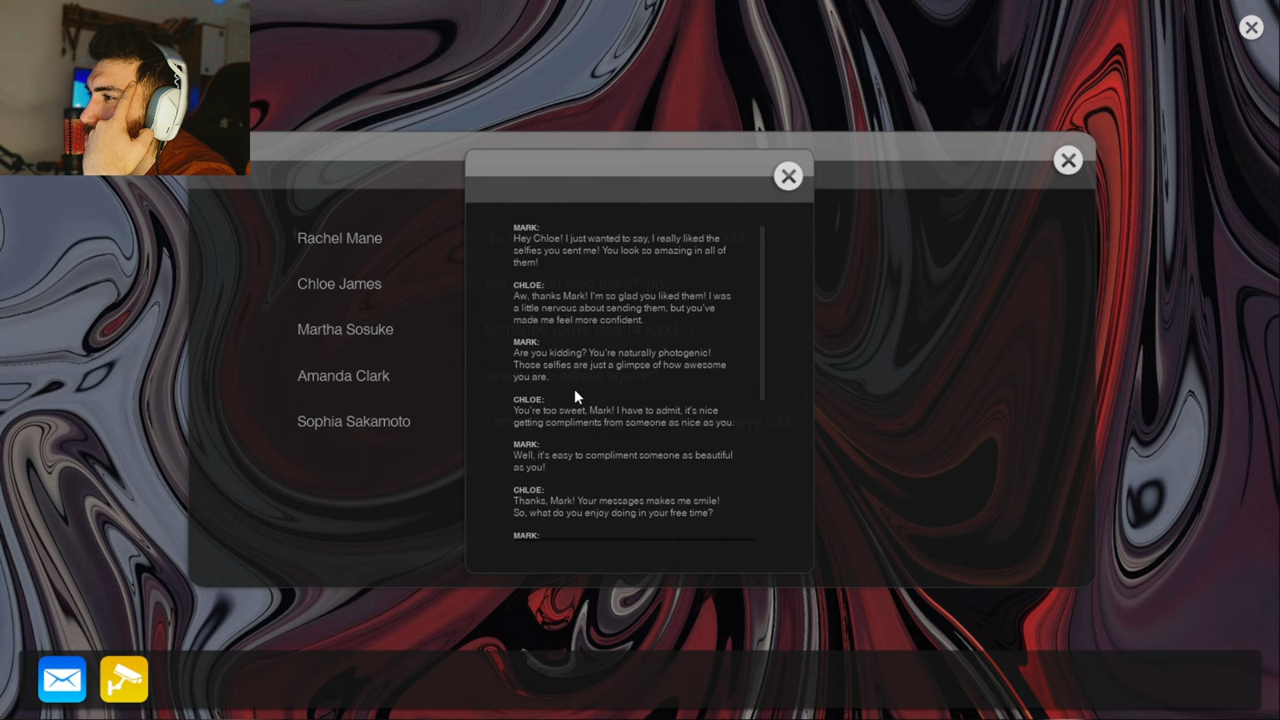 Rachel Mane
Chloe James
Martha Sosuke
Amanda Clark
Sophia Sakamoto
MARK:
Hey Chloe! I just wanted to say, I really liked the
selfies you sent me! You look so amazing in all of
them!
CHLOE:
Aw, thanks Mark! I'm so glad you liked them! I was
a little nervous about sending them, but you've
made me feel more confident.
MARK:
Are you kidding? You're naturally photogenic!
Those selfies are just a glimpse of how awesome
you are.
CHLOE:
You're too sweet, Mark! I have to admit, it's nice
getting compliments from someone as nice as you.
MARK:
Well, it's easy to compliment someone as beautiful
as you!
CHLOE:
Thanks, Mark! Your messages makes me smile!
So, what do you enjoy doing in your free time?
MARK: